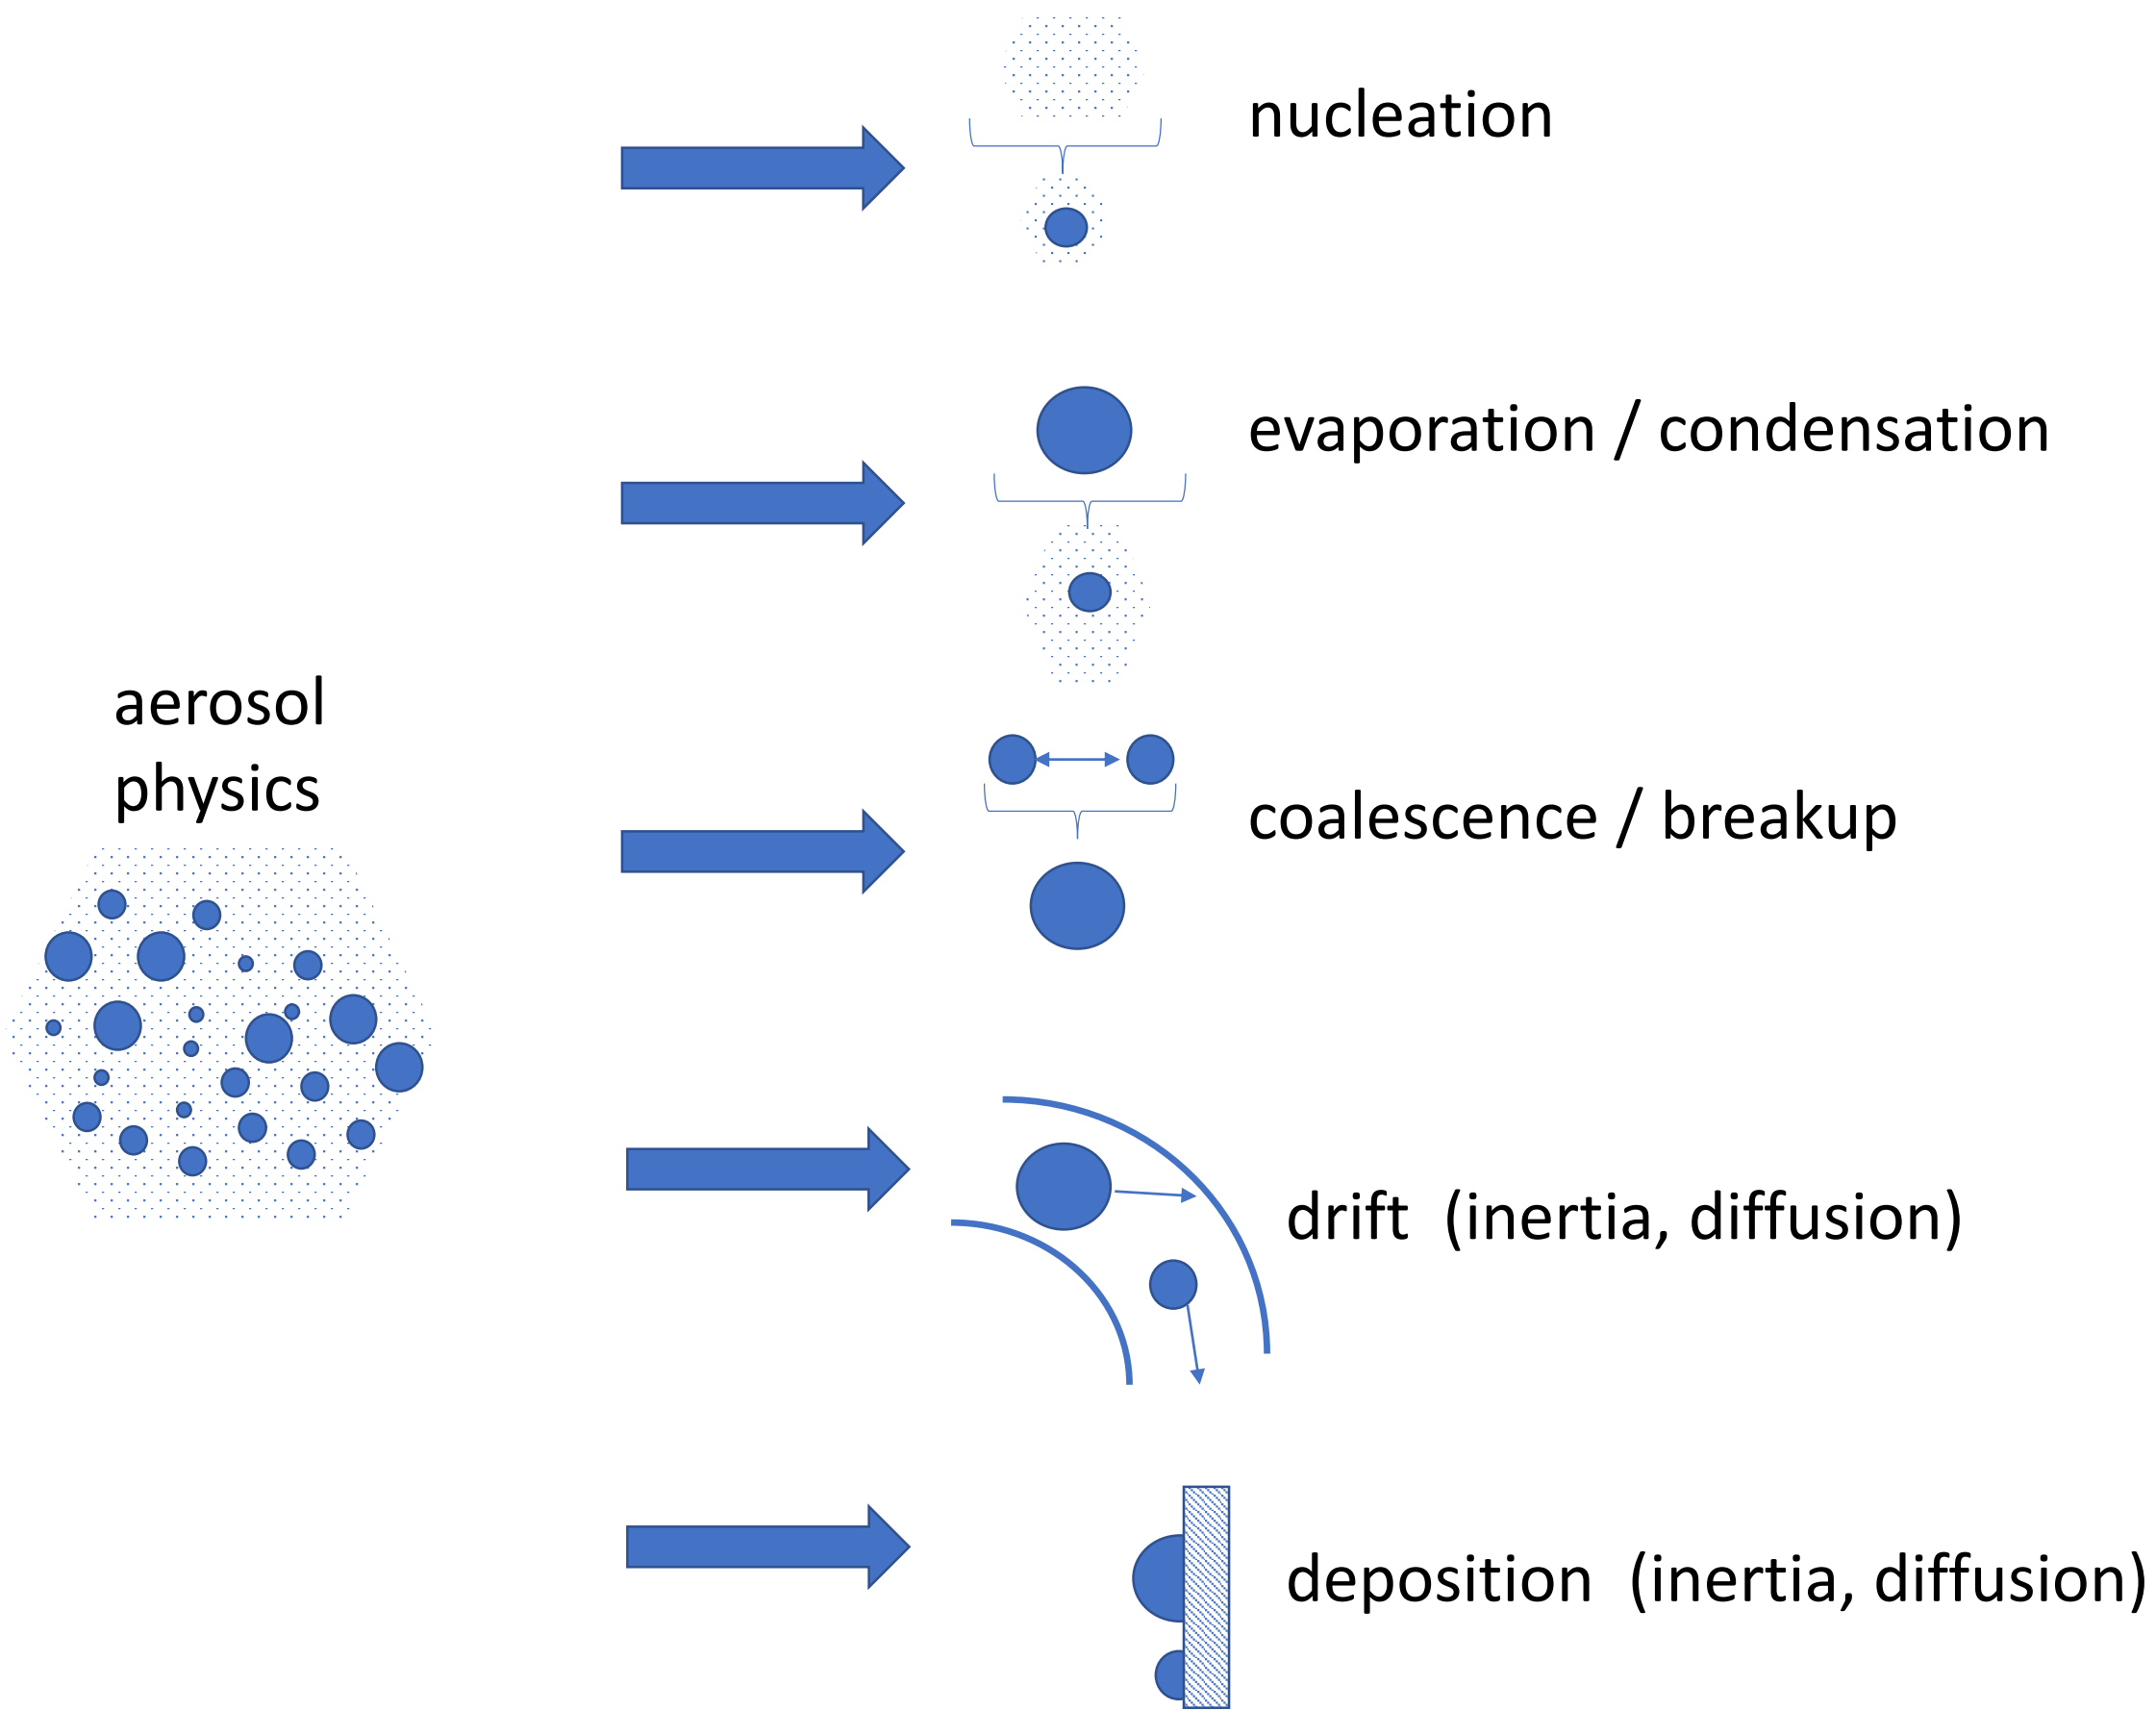 nucleation
evaporation / condensation
aerosol
physics
coalescence / breakup
drift (inertia, diffusion)
deposition (inertia, diffusion)